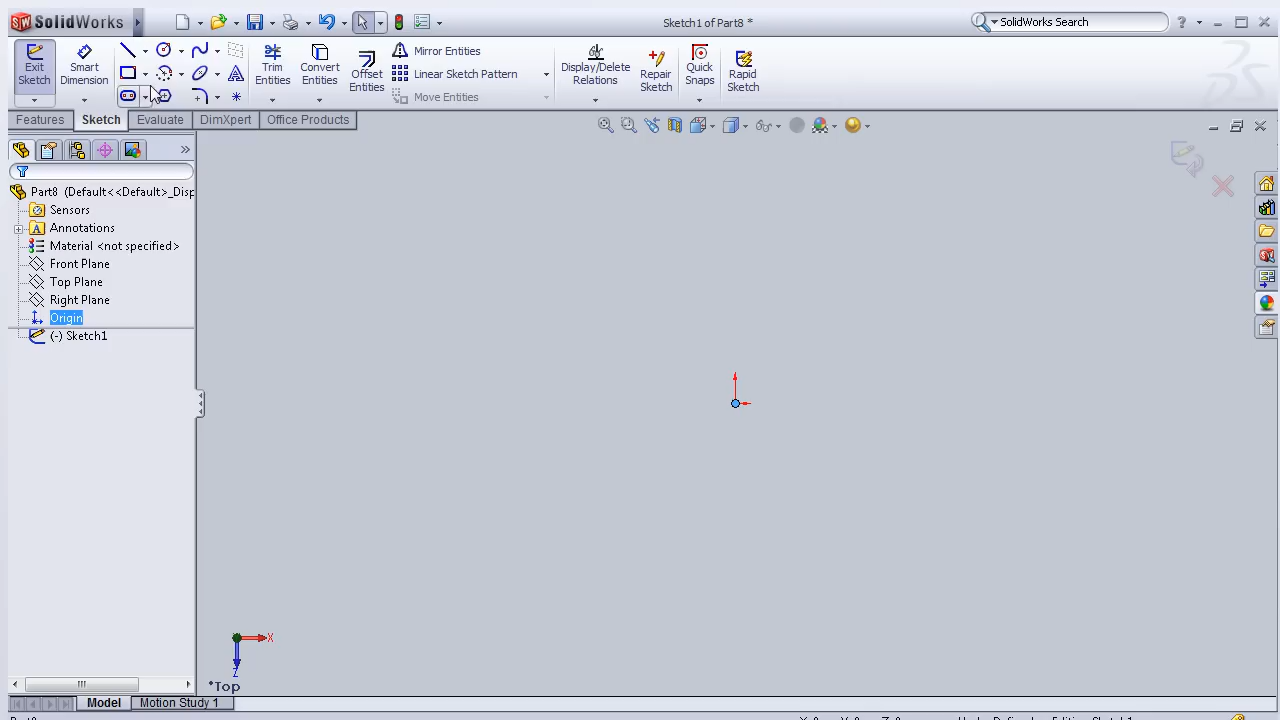 SolidWorks
Sketch1 of Part8 *
SolidWorks Search
?
Exit Sketch
Smart Dimension
Trim Entities
Convert Entities
Offset Entities
Mirror Entities
Linear Sketch Pattern
Move Entities
Display/Delete Relations
Repair Sketch
Quick Snaps
Rapid Sketch
Features
Sketch
Evaluate
DimXpert
Office Products
Part8 (Default<<Default>_Disp
Sensors
Annotations
Material <not specified>
Front Plane
Top Plane
Right Plane
Origin
(-) Sketch1
X
Z
*Top
Model
Motion Study 1